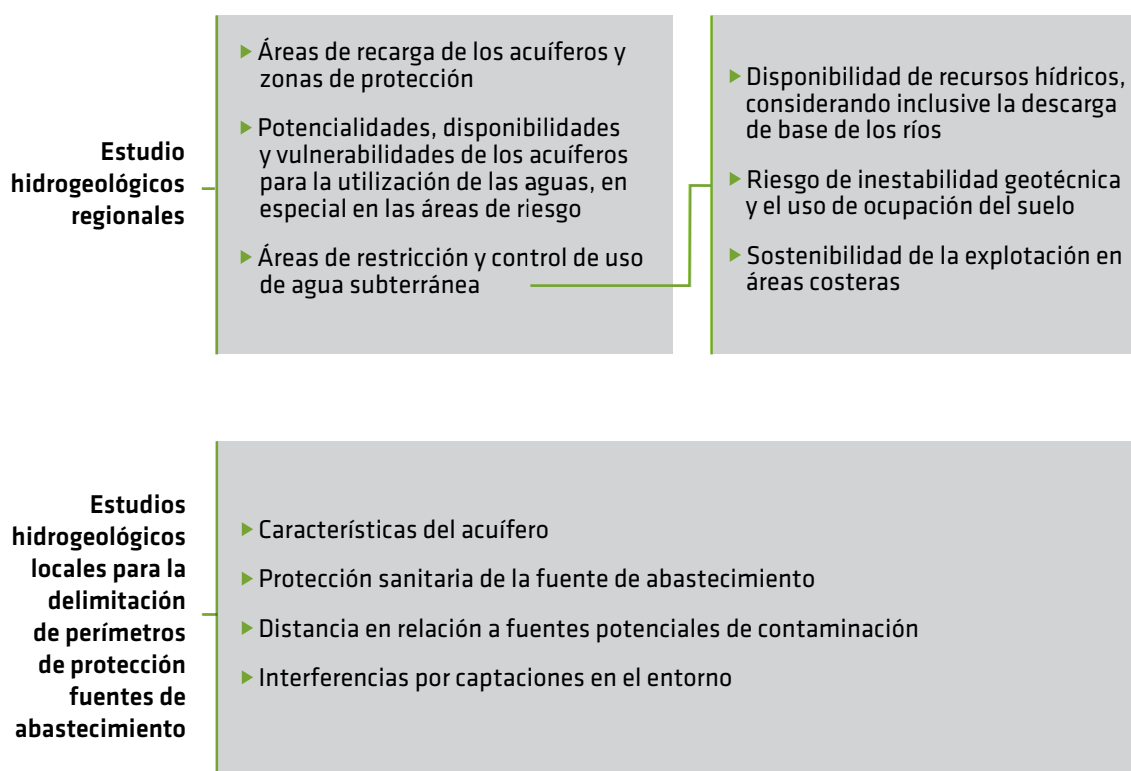 Estudio
hidrogeológicos
regionales
▶ Áreas de recarga de los acuíferos y
zonas de protección
▶ Potencialidades, disponibilidades
y vulnerabilidades de los acuíferos
para la utilización de las aguas, en
especial en las áreas de riesgo
▶ Áreas de restricción y control de uso
de agua subterránea
▶ Disponibilidad de recursos hídricos,
considerando inclusive la descarga
de base de los ríos
▶ Riesgo de inestabilidad geotécnica
y el uso de ocupación del suelo
▶ Sostenibilidad de la explotación en
áreas costeras
Estudios
hidrogeológicos
locales para la
delimitación
de perímetros
de protección
fuentes de
abastecimiento
▶ Características del acuífero
▶ Protección sanitaria de la fuente de abastecimiento
▶ Distancia en relación a fuentes potenciales de contaminación
▶ Interferencias por captaciones en el entorno